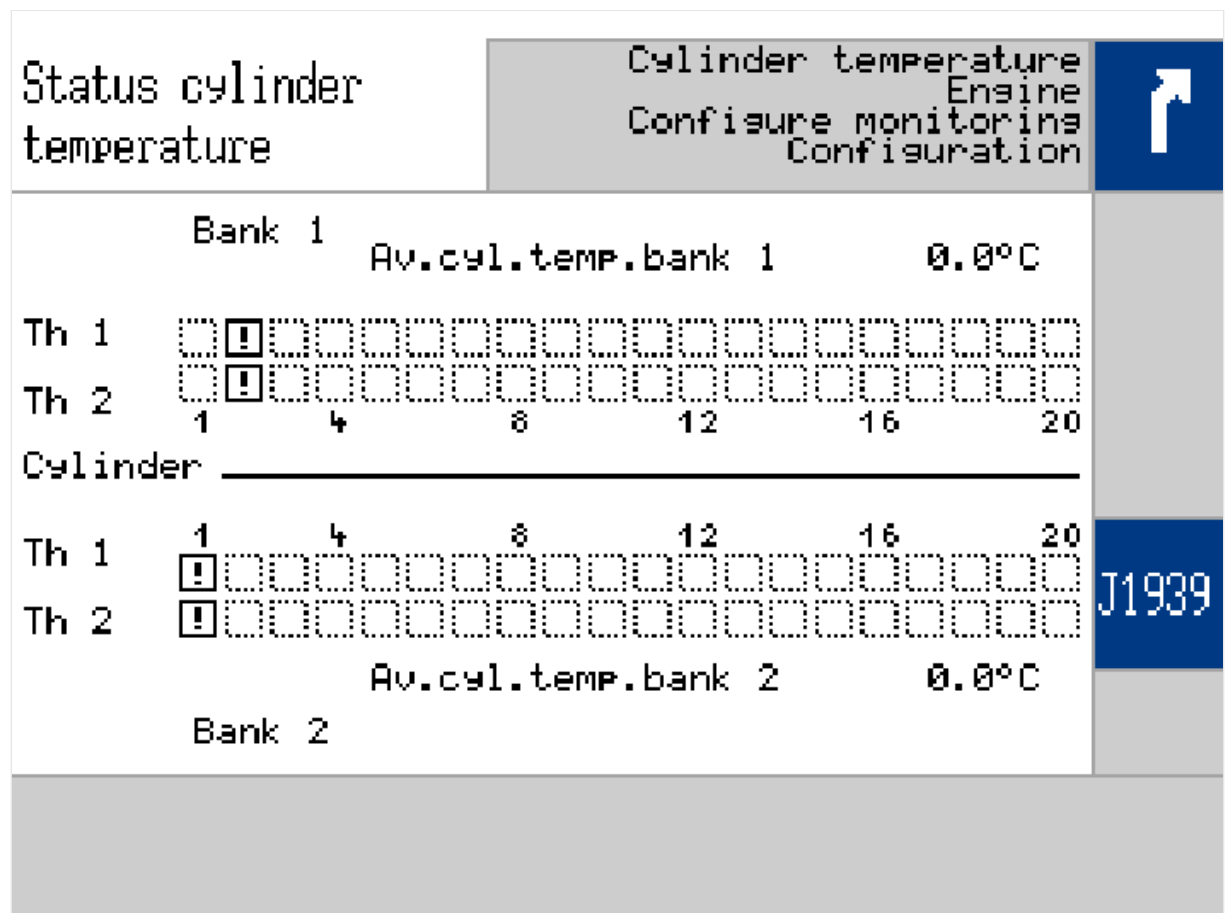 Status cylinder
temperature
Cylinder temperature
Engine
Configure monitoring
Configuration
Bank 1
Av.cyl.temp.bank 1 0.0°C
Th 1 !
Th 2 !
1 4 8 12 16 20
Cylinder
1 4 8 12 16 20
Th 1 !
Th 2 !
J1939
Av.cyl.temp.bank 2 0.0°C
Bank 2